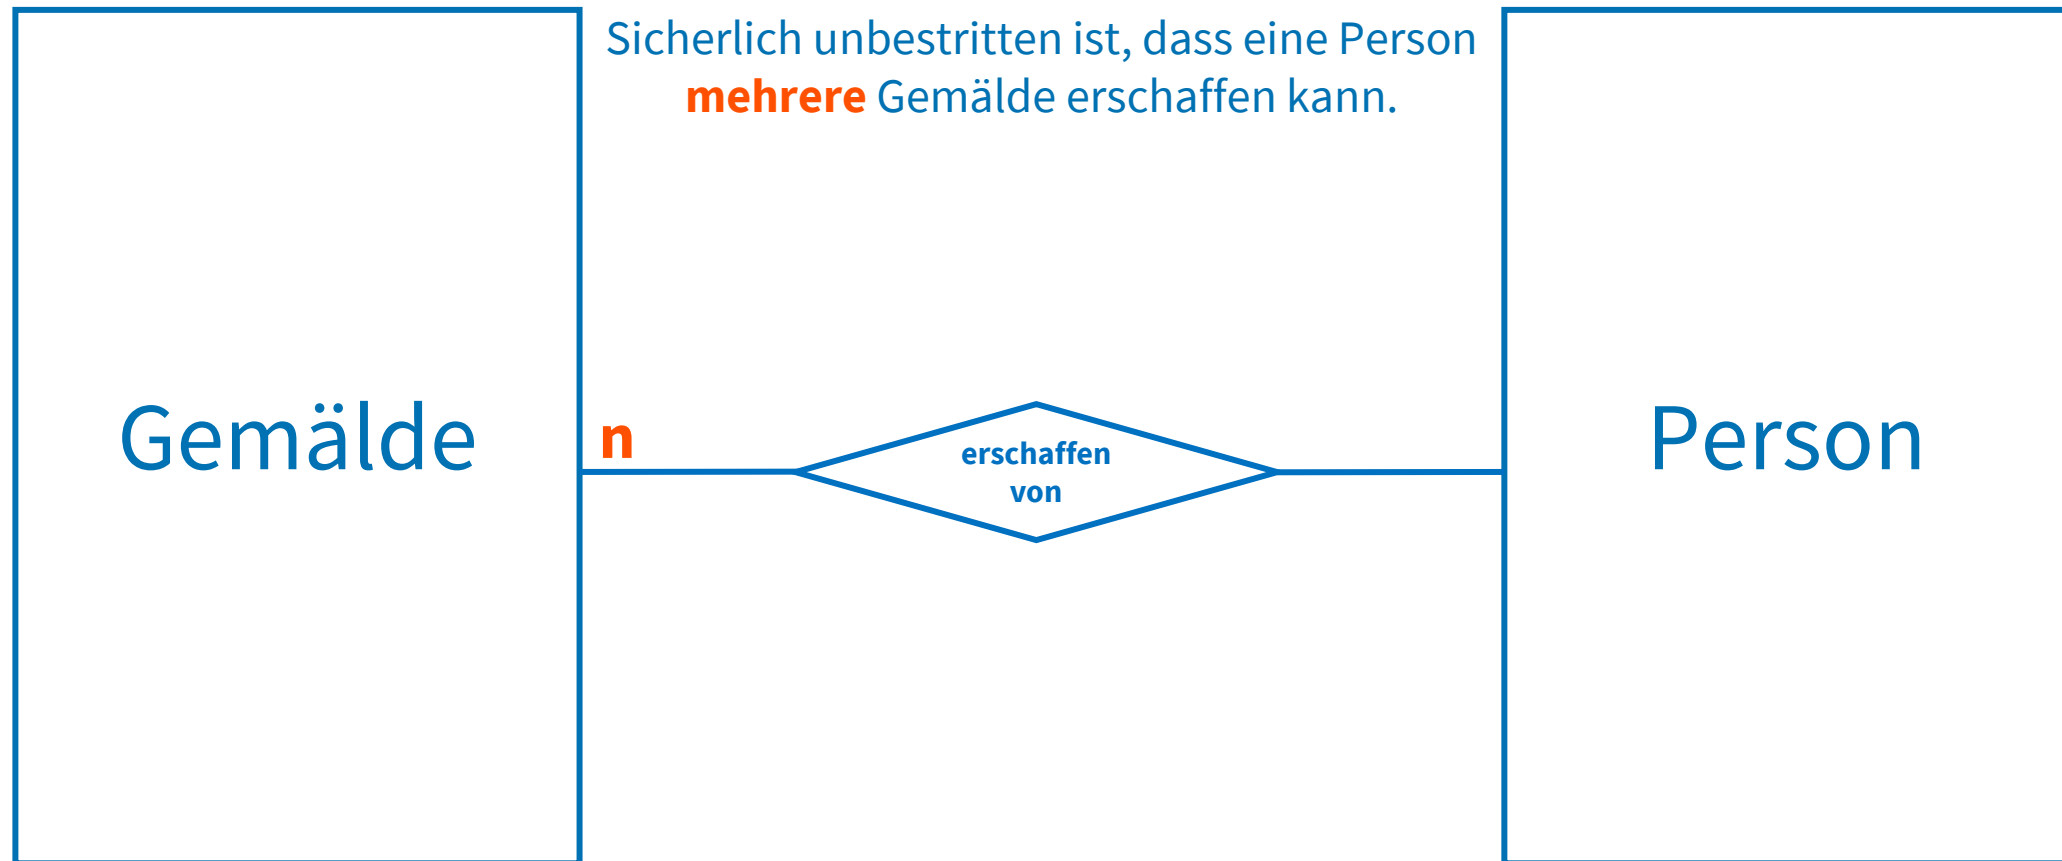 Sicherlich unbestritten ist, dass eine Person
mehrere Gemälde erschaffen kann.
Gemälde
n
erschaffen
von
Person